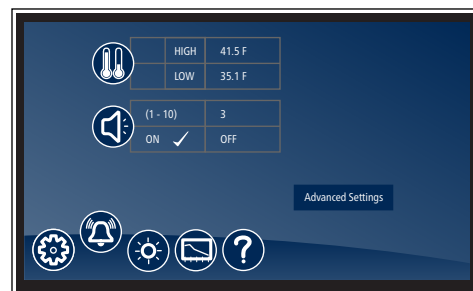 HIGH 41.5 F
LOW 35.1 F
(1 - 10) 3
ON OFF
Advanced Settings
?